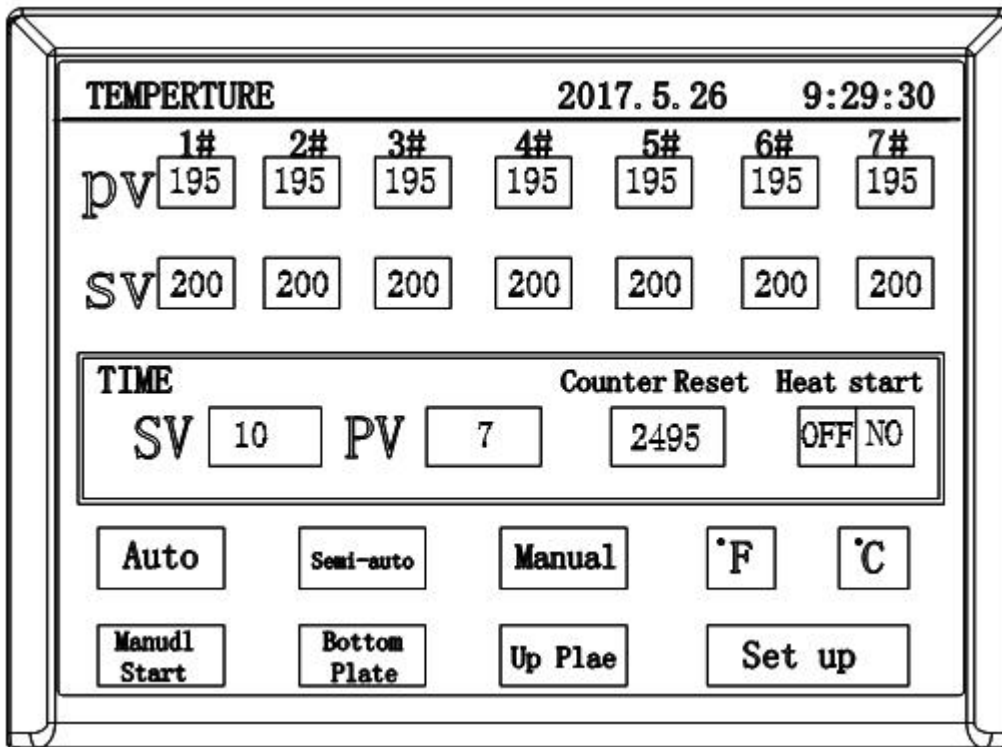 TEMPERTURE 2017.5.26 9:29:30
1# 2# 3# 4# 5# 6# 7#
pv 195 195 195 195 195 195 195
sv 200 200 200 200 200 200 200
TIME Counter Reset Heat start
SV 10 PV 7 2495 OFF NO
Auto Semi-auto Manual °F °C
Manudl Start Bottom Plate Up Plae Set up